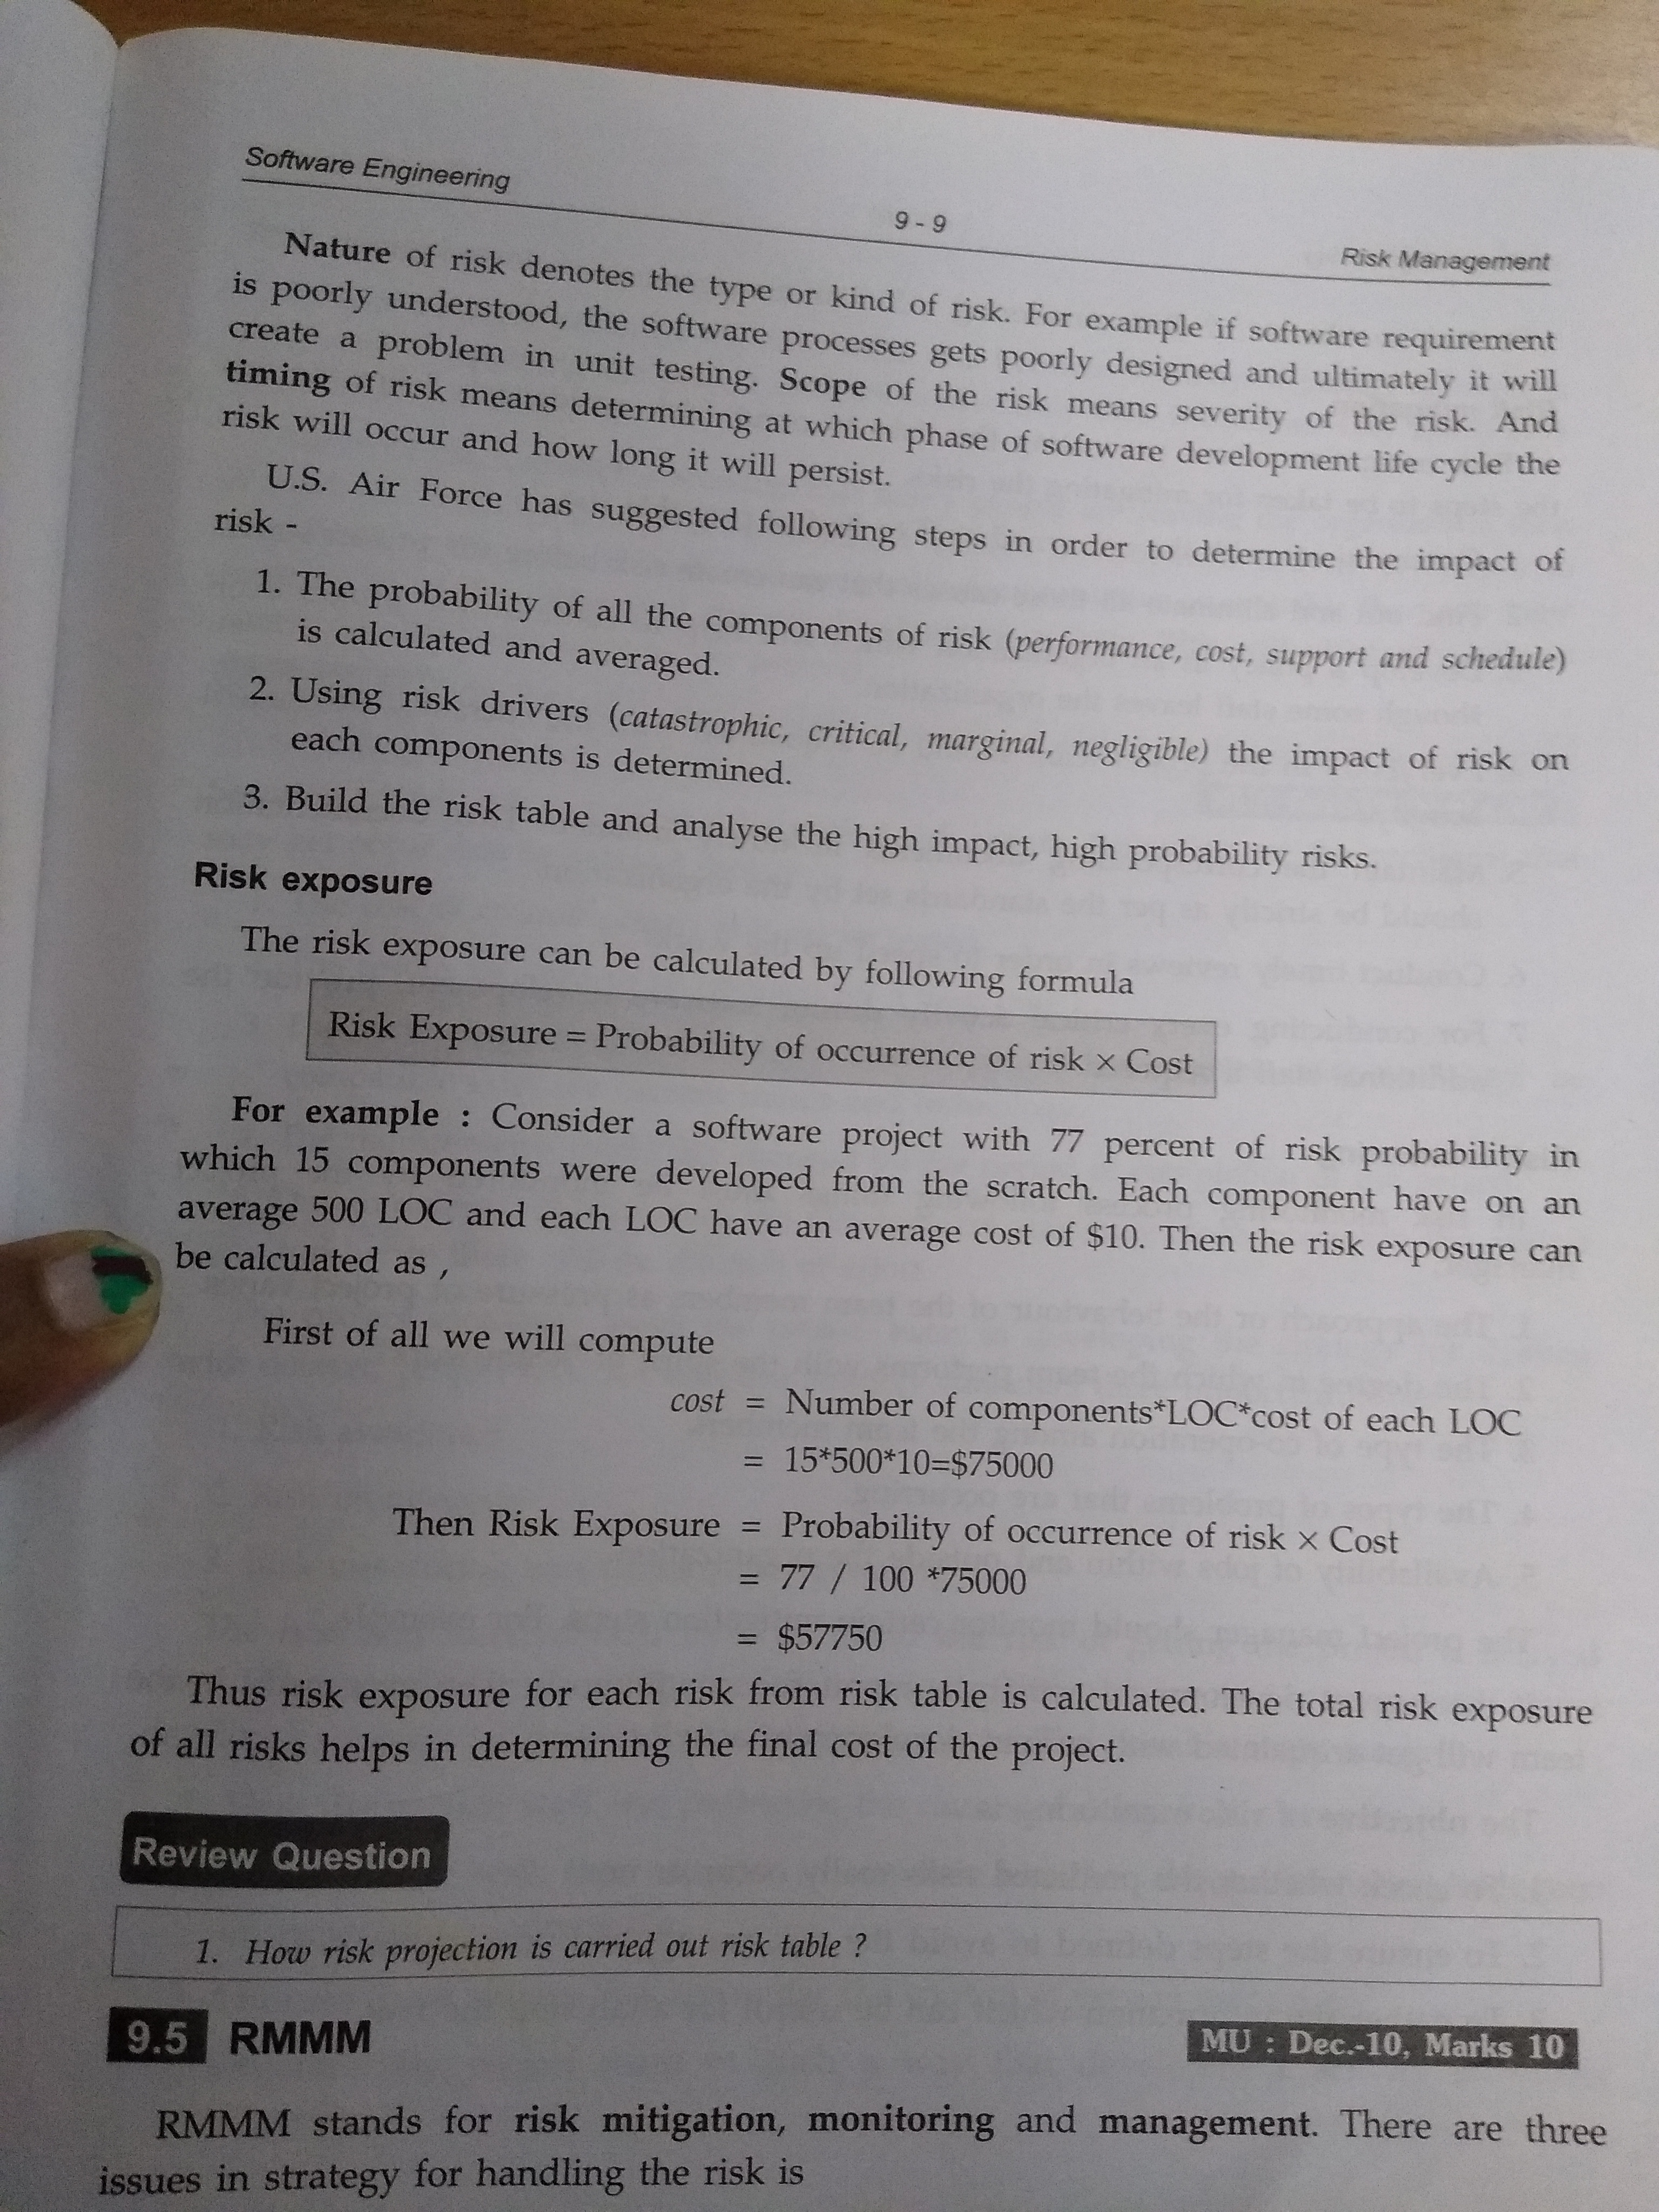 Software Engineering
9 - 9
Risk Management
Nature of risk denotes the type or kind of risk. For example if software requirement
is poorly understood, the software processes gets poorly designed and ultimately it will
create a problem in unit testing. Scope of the risk means severity of the risk. And
timing of risk means determining at which phase of software development life cycle the
risk will occur and how long it will persist.
U.S. Air Force has suggested following steps in order to determine the impact of
risk -
1. The probability of all the components of risk (performance, cost, support and schedule)
is calculated and averaged.
2. Using risk drivers (catastrophic, critical, marginal, negligible) the impact of risk on
each components is determined.
3. Build the risk table and analyse the high impact, high probability risks.
Risk exposure
The risk exposure can be calculated by following formula
Risk Exposure = Probability of occurrence of risk × Cost
For example : Consider a software project with 77 percent of risk probability in
which 15 components were developed from the scratch. Each component have on an
average 500 LOC and each LOC have an average cost of $10. Then the risk exposure can
be calculated as ,
First of all we will compute
cost = Number of components*LOC*cost of each LOC
= 15*500*10=$75000
Then Risk Exposure = Probability of occurrence of risk × Cost
= 77 / 100 *75000
= $57750
Thus risk exposure for each risk from risk table is calculated. The total risk exposure
of all risks helps in determining the final cost of the project.
Review Question
1. How risk projection is carried out risk table ?
9.5 RMMM
MU : Dec.-10, Marks 10
RMMM stands for risk mitigation, monitoring and management. There are three
issues in strategy for handling the risk is